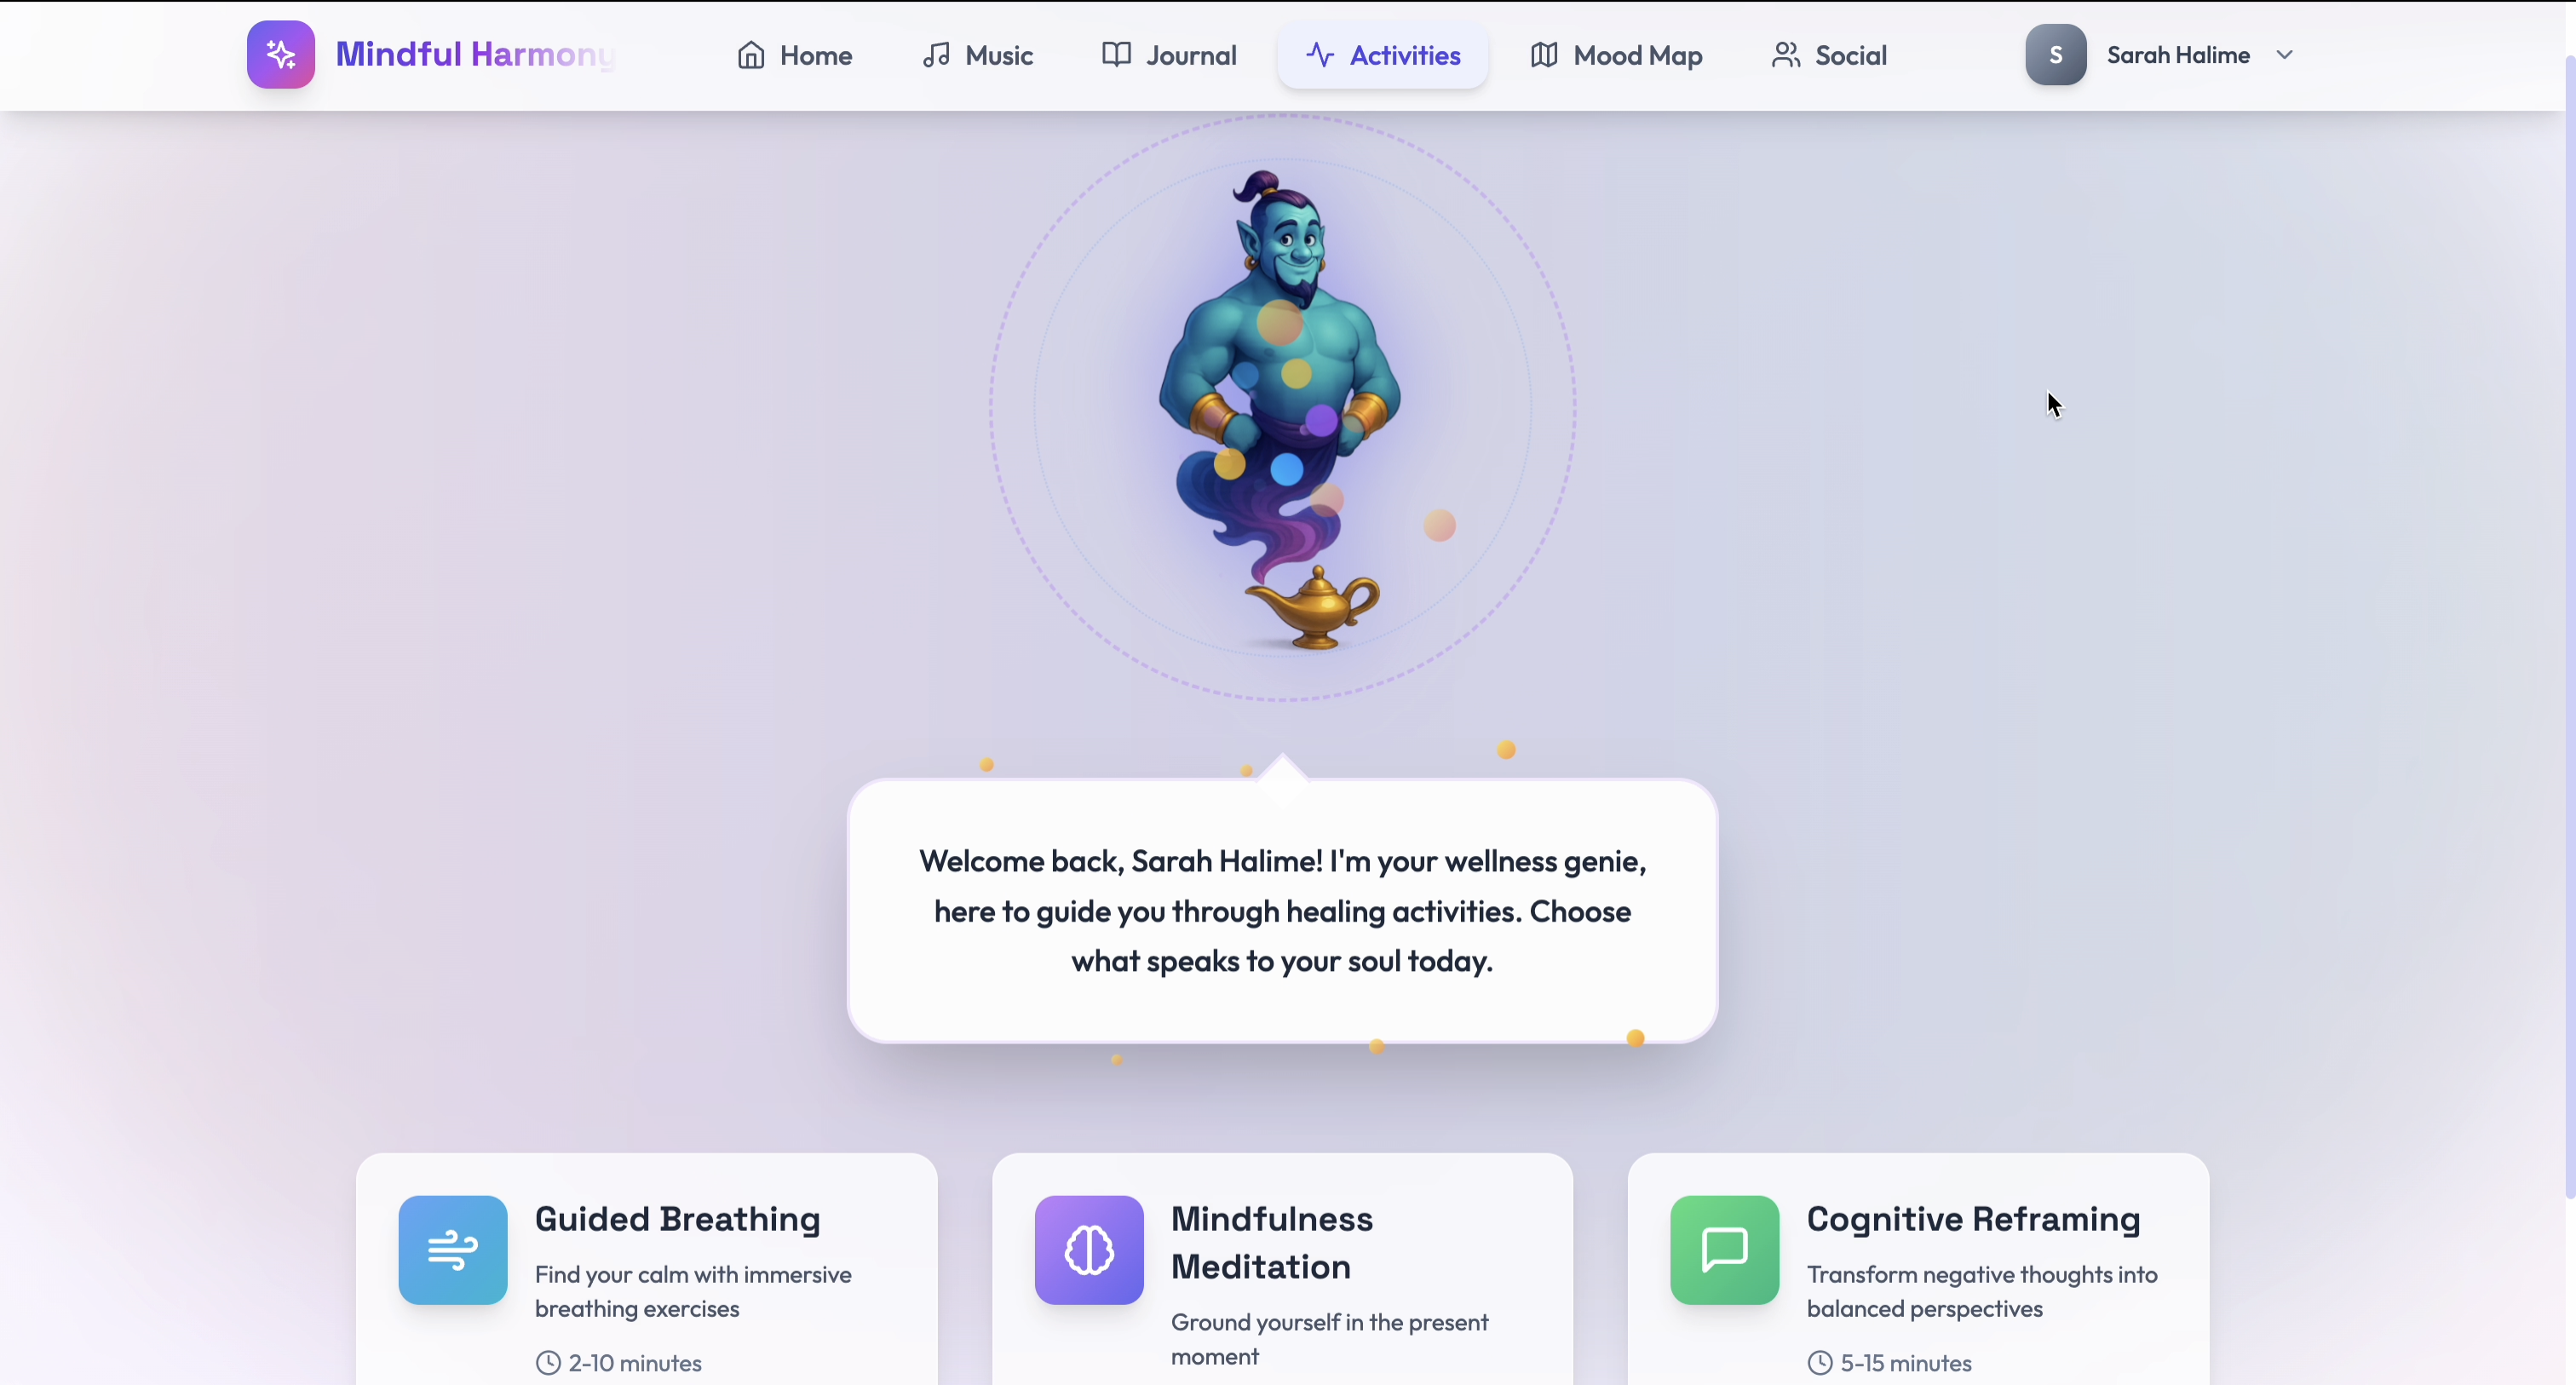 Mindful Harmony
Home
Music
Journal
Activities
Mood Map
Social
S
Sarah Halime
Welcome back, Sarah Halime! I'm your wellness genie,
here to guide you through healing activities. Choose
what speaks to your soul today.
Guided Breathing
Find your calm with immersive
breathing exercises
2-10 minutes
Mindfulness
Meditation
Ground yourself in the present
moment
Cognitive Reframing
Transform negative thoughts into
balanced perspectives
5-15 minutes